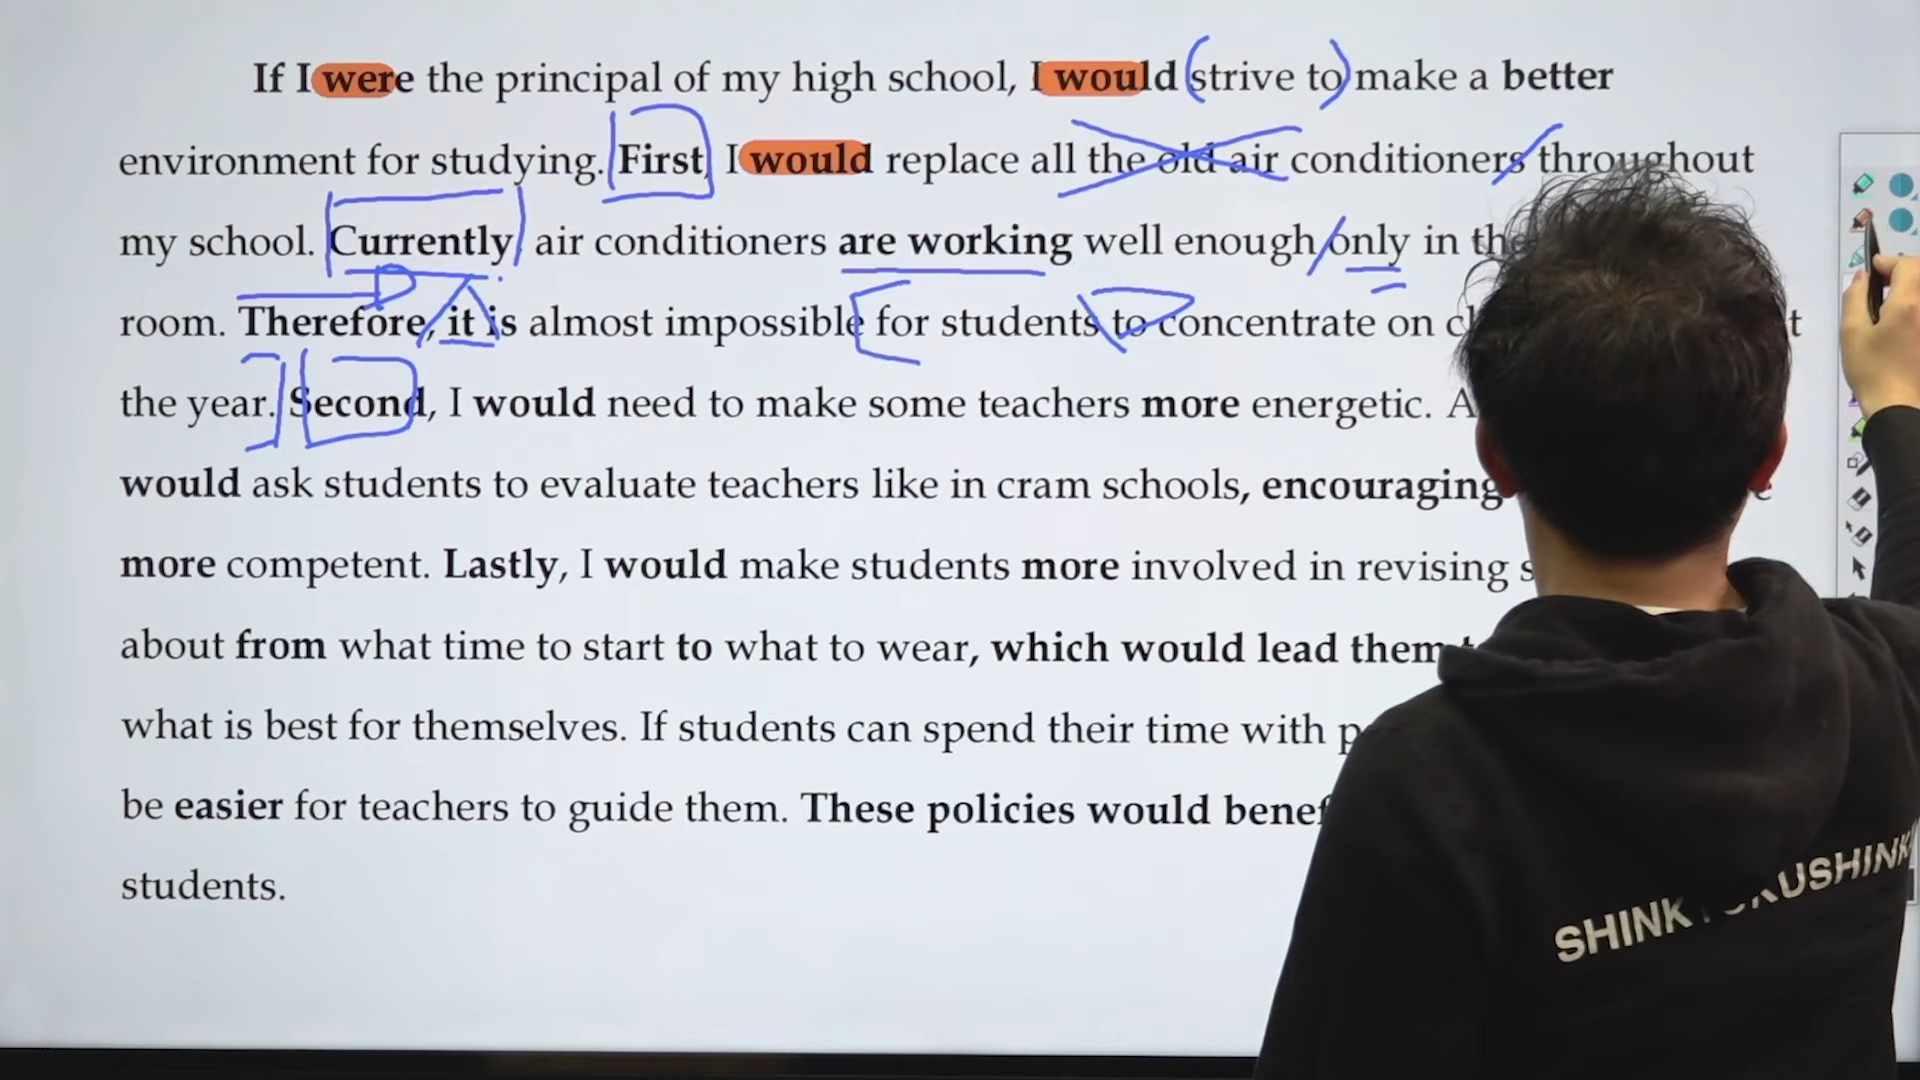 If I were the principal of my high school, I would strive to make a better
environment for studying. First, I would replace all the old air conditioners throughout
my school. Currently, air conditioners are working well enough only in the
room. Therefore, it is almost impossible for students to concentrate on
the year. Second, I would need to make some teachers more energetic.
would ask students to evaluate teachers like in cram schools, encouraging
more competent. Lastly, I would make students more involved in revising
about from what time to start to what to wear, which would lead them
what is best for themselves. If students can spend their time with
be easier for teachers to guide them. These policies would
students.